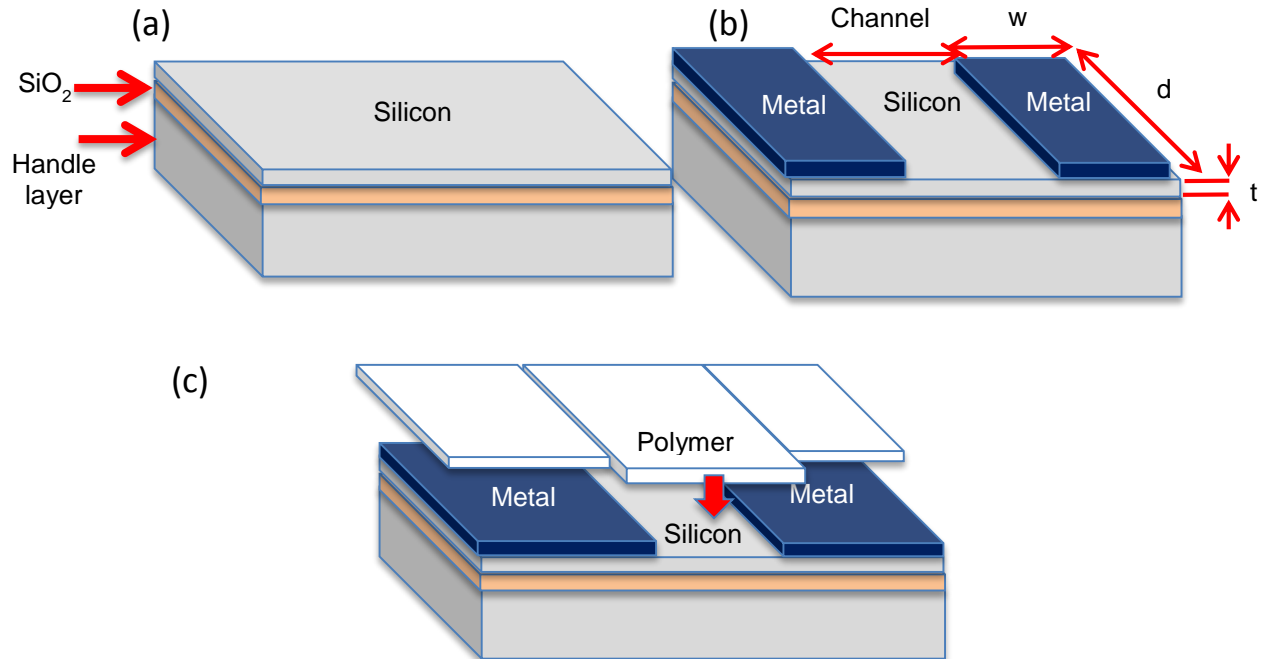 (a)
SiO₂
Handle
layer
Silicon
(b)
Channel
w
d
t
Metal
Silicon
Metal
(c)
Polymer
Metal
Metal
Silicon